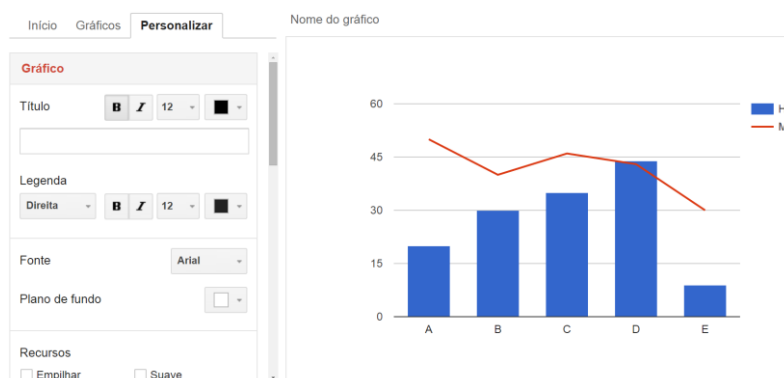 Início Gráficos Personalizar
Nome do gráfico
Gráfico
Título B I 12
Legenda
Direita B I 12
Fonte Arial
Plano de fundo
Recursos
Empilhar Suave
60
45
30
15
0
A B C D E
H
M